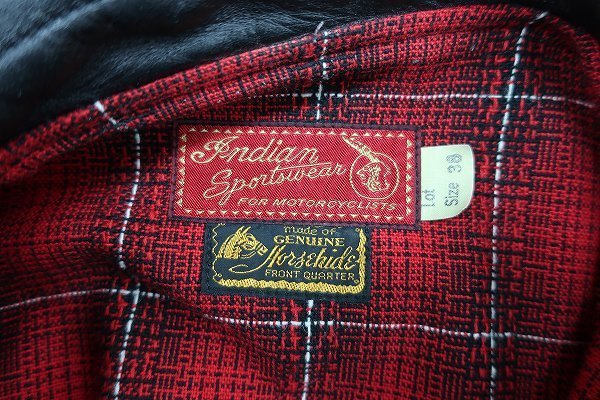 Indian
Sportswear
FOR MOTORCYCLISTS
Lot
Size 38
made of
GENUINE
Horsehide
FRONT QUARTER